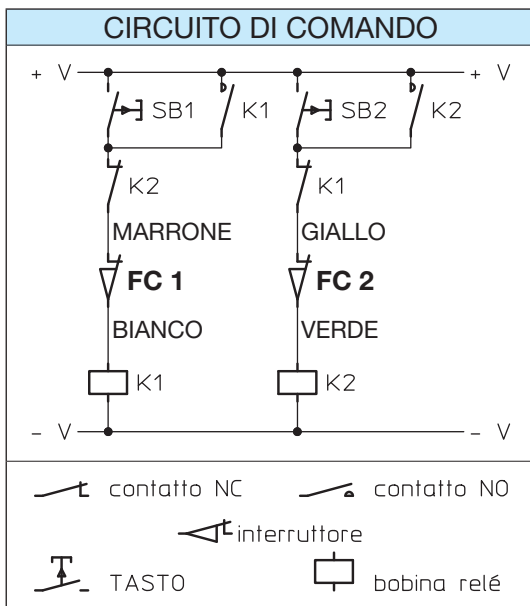 CIRCUITO DI COMANDO
+ V + V
SB1 K1 SB2 K2
K2 K1
MARRONE GIALLO
FC 1 FC 2
BIANCO VERDE
K1 K2
- V - V
contatto NC contatto NO
interruttore
TASTO bobina relé